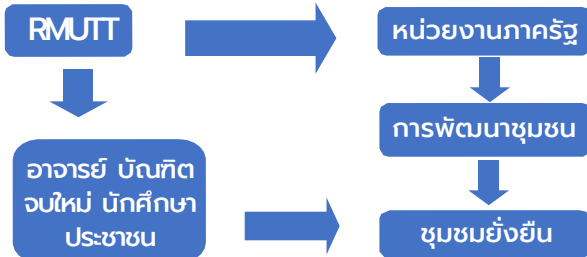 RMUTT
หน่วยงานภาครัฐ
การพัฒนาชุมชน
อาจารย์ บัณฑิต
จบใหม่ นักศึกษา
ประชาชน
ชุมชมยั่งยืน